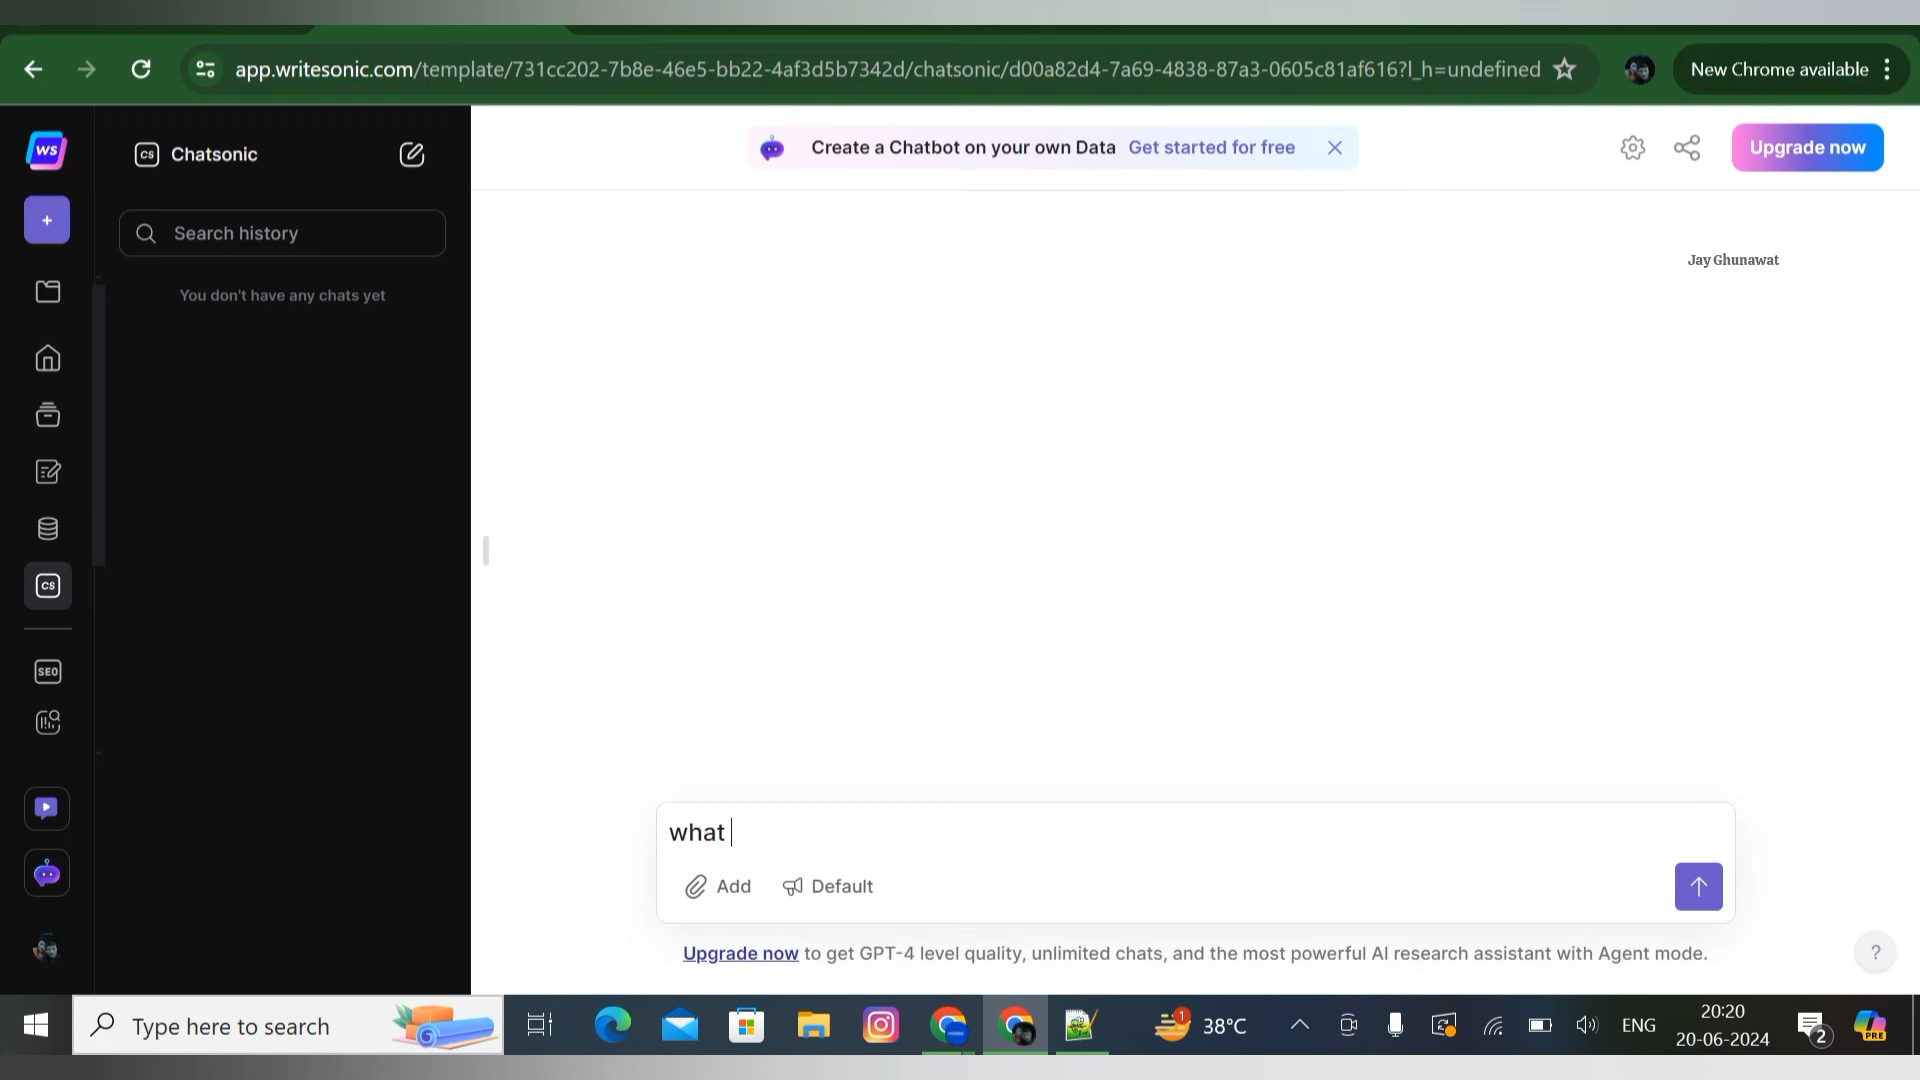 app.writesonic.com/template/731cc202-7b8e-46e5-bb22-4af3d5b7342d/chatsonic/d00a82d4-7a69-4838-87a3-0605c81af616?l_h=undefined
New Chrome available
WS
CS Chatsonic
Create a Chatbot on your own Data Get started for free
Upgrade now
+
Search history
Jay Ghunawat
You don't have any chats yet
CS
SEO
what
Add Default
Upgrade now to get GPT-4 level quality, unlimited chats, and the most powerful AI research assistant with Agent mode.
?
Type here to search
1
38°C
ENG
20:20
20-06-2024
2
PRE